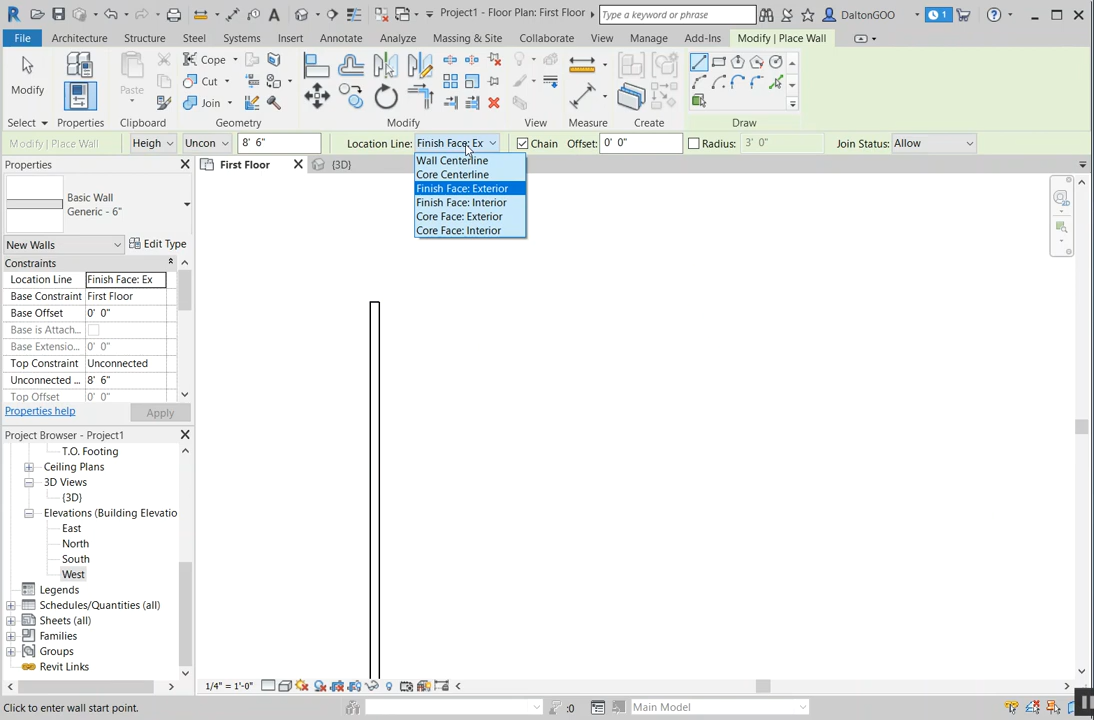 Project1 - Floor Plan: First Floor
Type a keyword or phrase
DaltonGOO
1
File Architecture Structure Steel Systems Insert Annotate Analyze Massing & Site Collaborate View Manage Add-Ins Modify | Place Wall
Modify
Paste
Cope
Cut
Join
Select Properties Clipboard Geometry Modify View Measure Create Draw
Modify | Place Wall Heigh Uncon 8' 6" Location Line: Finish Face: Ex Chain Offset: 0' 0" Radius: 3' 0" Join Status: Allow
Wall Centerline
Core Centerline
Finish Face: Exterior
Finish Face: Interior
Core Face: Exterior
Core Face: Interior
Properties
First Floor
{3D}
Basic Wall
Generic - 6"
New Walls
Edit Type
Constraints
Location Line Finish Face: Ex
Base Constraint First Floor
Base Offset 0' 0"
Base is Attach...
Base Extensio... 0' 0"
Top Constraint Unconnected
Unconnected ... 8' 6"
Top Offset 0' 0"
Properties help
Apply
Project Browser - Project1
T.O. Footing
Ceiling Plans
3D Views
{3D}
Elevations (Building Elevatio
East
North
South
West
Legends
Schedules/Quantities (all)
Sheets (all)
Families
Groups
Revit Links
1/4" = 1'-0"
Click to enter wall start point.
:0
Main Model